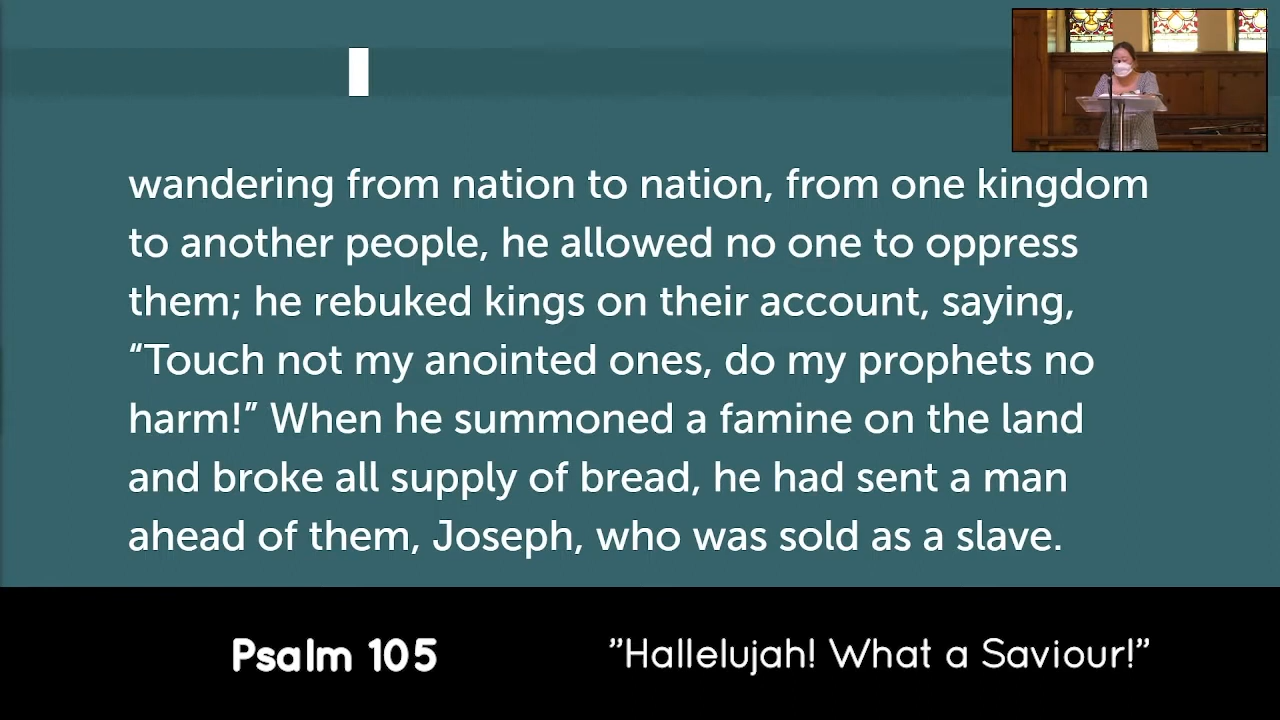 wandering from nation to nation, from one kingdom
to another people, he allowed no one to oppress
them; he rebuked kings on their account, saying,
“Touch not my anointed ones, do my prophets no
harm!” When he summoned a famine on the land
and broke all supply of bread, he had sent a man
ahead of them, Joseph, who was sold as a slave.
Psalm 105
”Hallelujah! What a Saviour!”